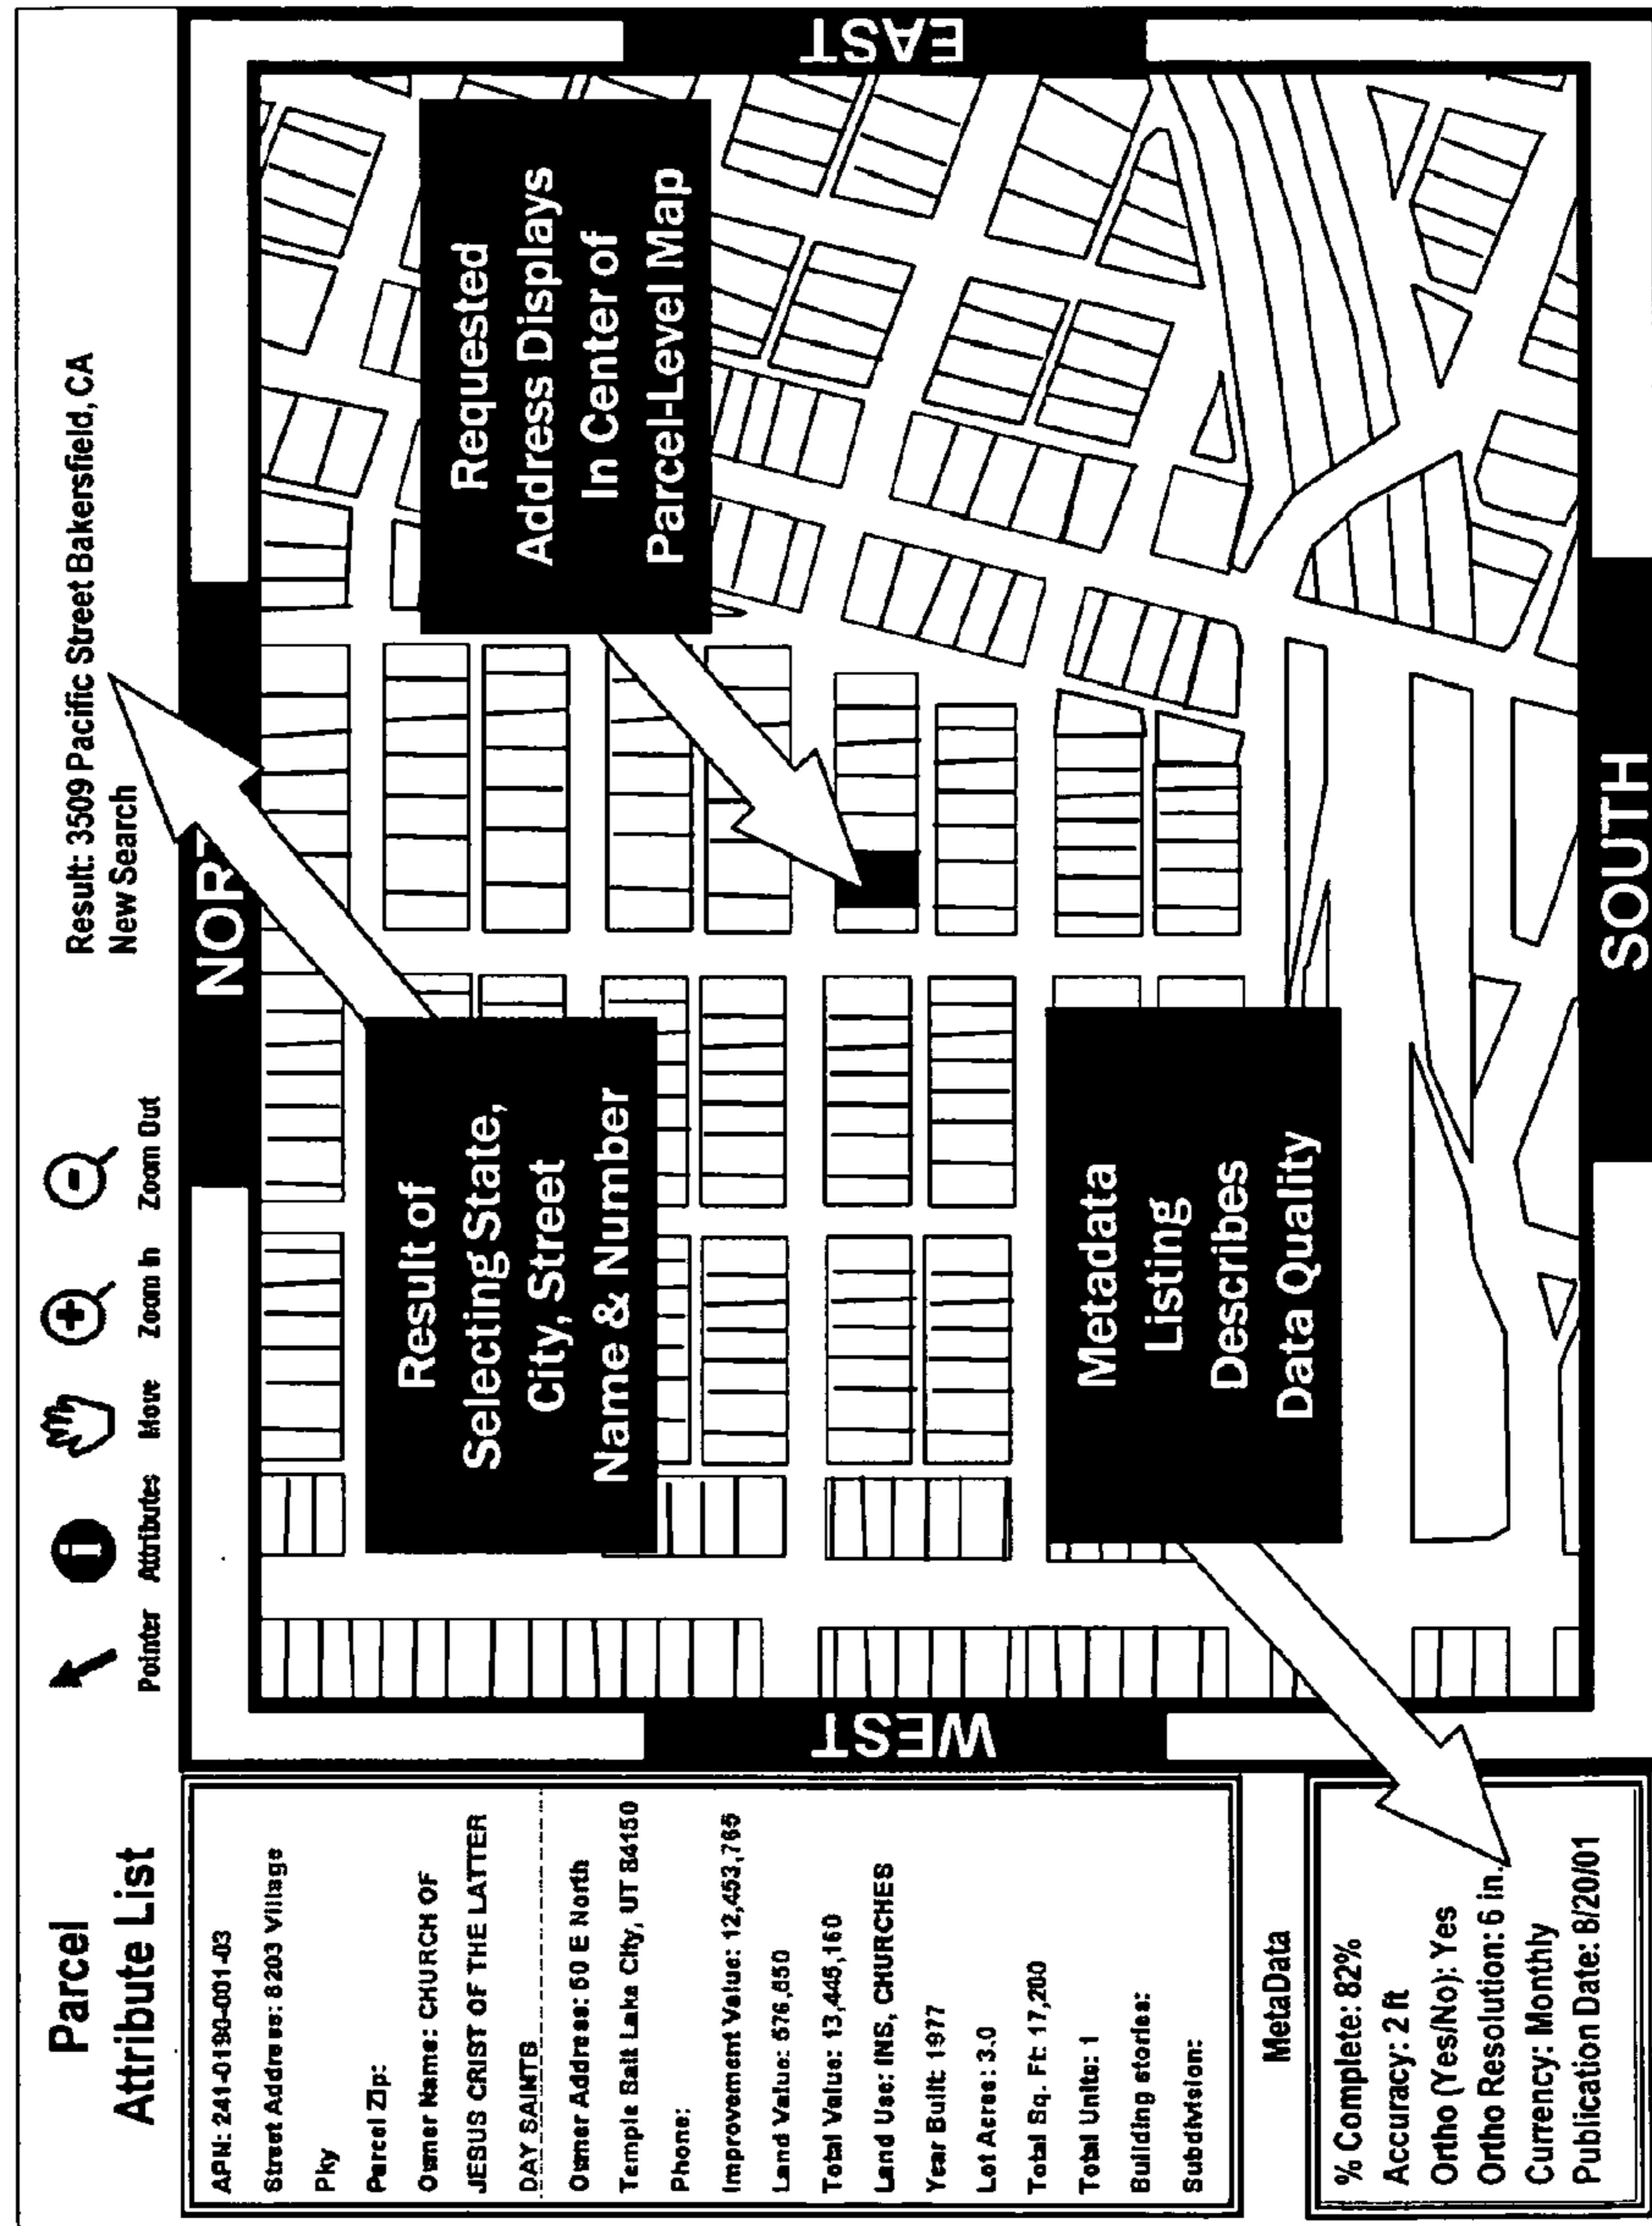 Parcel
Attribute List
APN: 241-0190-001-03
Street Address: 8203 Village
Pky
Parcel Zip:
Owner Name: CHURCH OF
JESUS CRIST OF THE LATTER
DAY SAINTS
Owner Address: 50 E North
Temple Salt Lake City, UT 84150
Phone:
Improvement Value: 12,453,765
Land Value: 576,650
Total Value: 13,445,160
Land Use: INS, CHURCHES
Year Built: 1977
Lot Acres: 3.0
Total Sq. Ft: 17,200
Total Units: 1
Building stories:
Subdivision:
MetaData
% Complete: 82%
Accuracy: 2 ft
Ortho (Yes/No): Yes
Ortho Resolution: 6 in.
Currency: Monthly
Publication Date: 8/20/01
Pointer Attributes Move Zoom In Zoom Out
Result: 3509 Pacific Street Bakersfield, CA
New Search
NORT
WEST
EAST
SOUTH
Result of
Selecting State,
City, Street
Name & Number
Requested
Address Displays
In Center of
Parcel-Level Map
Metadata
Listing
Describes
Data Quality